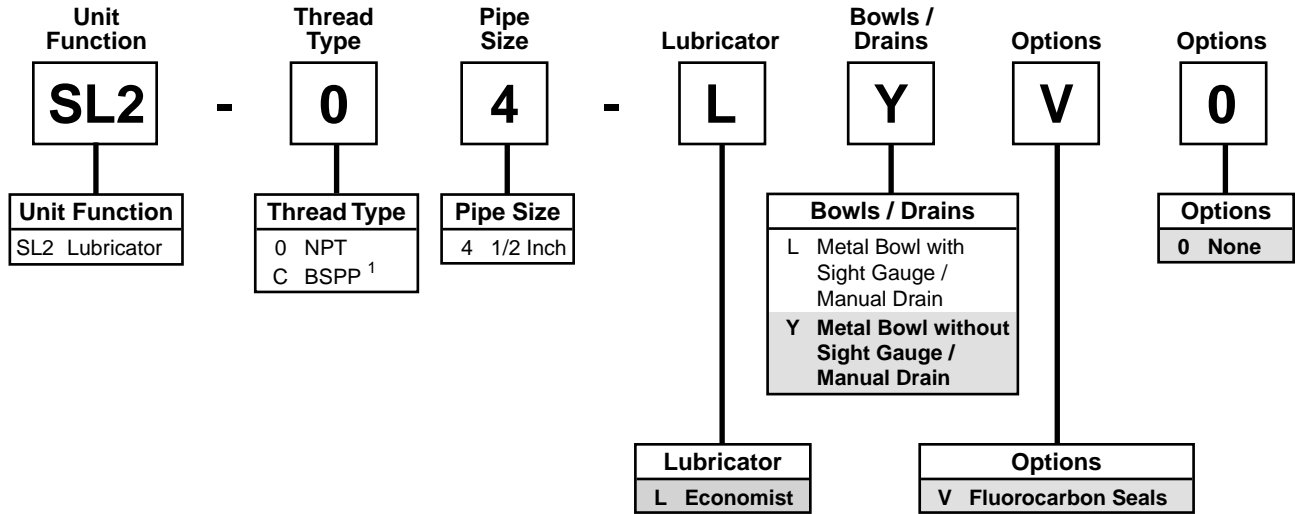 Unit
Function
Thread
Type
Pipe
Size
Lubricator
Bowls /
Drains
Options
Options
SL2 - 0 4 - L Y V 0
Unit Function
SL2 Lubricator
Thread Type
0 NPT
C BSPP 1
Pipe Size
4 1/2 Inch
Bowls / Drains
L Metal Bowl with
Sight Gauge /
Manual Drain
Y Metal Bowl without
Sight Gauge /
Manual Drain
Options
0 None
Lubricator
L Economist
Options
V Fluorocarbon Seals